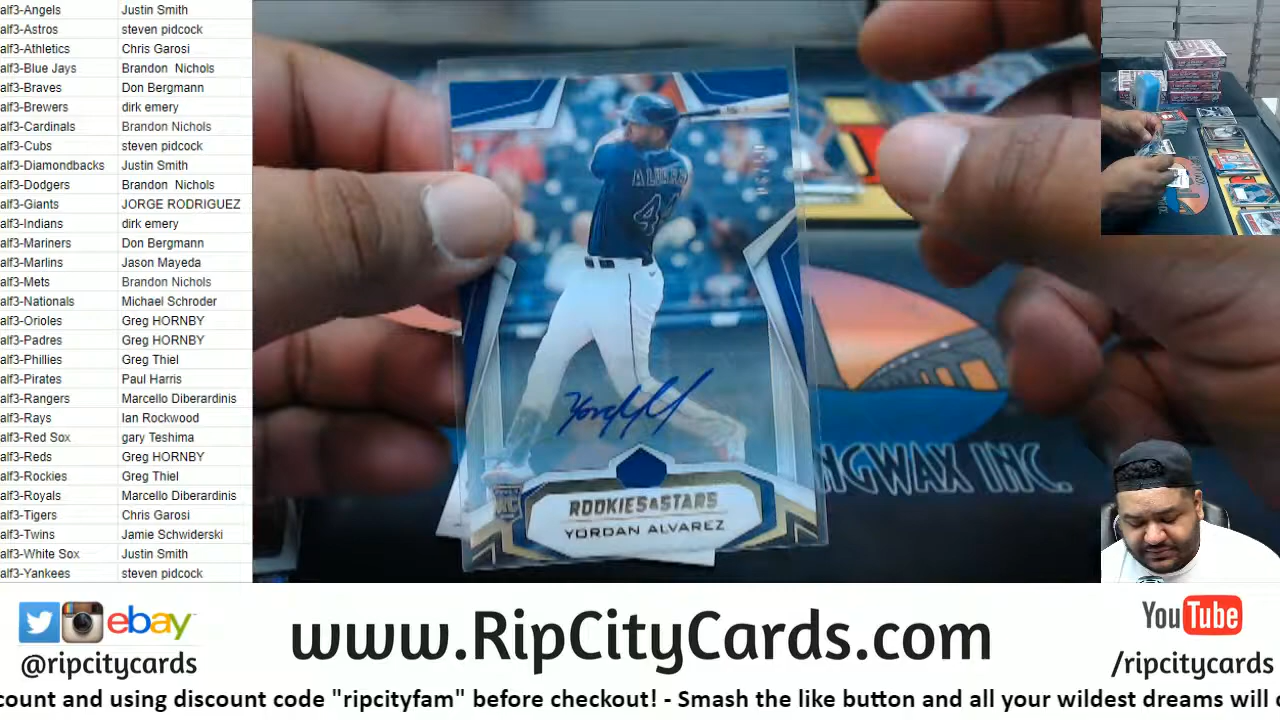 alf3-Angels Justin Smith
alf3-Astros steven pidcock
alf3-Athletics Chris Garosi
alf3-Blue Jays Brandon Nichols
alf3-Braves Don Bergmann
alf3-Brewers dirk emery
alf3-Cardinals Brandon Nichols
alf3-Cubs steven pidcock
alf3-Diamondbacks Justin Smith
alf3-Dodgers Brandon Nichols
alf3-Giants JORGE RODRIGUEZ
alf3-Indians dirk emery
alf3-Mariners Don Bergmann
alf3-Marlins Jason Mayeda
alf3-Mets Brandon Nichols
alf3-Nationals Michael Schroder
alf3-Orioles Greg HORNBY
alf3-Padres Greg HORNBY
alf3-Phillies Greg Thiel
alf3-Pirates Paul Harris
alf3-Rangers Marcello Diberardinis
alf3-Rays Ian Rockwood
alf3-Red Sox gary Teshima
alf3-Reds Greg HORNBY
alf3-Rockies Greg Thiel
alf3-Royals Marcello Diberardinis
alf3-Tigers Chris Garosi
alf3-Twins Jamie Schwiderski
alf3-White Sox Justin Smith
alf3-Yankees steven pidcock
44
RC
ROOKIES & STARS
YORDAN ALVAREZ
NGWAX INC.
ebay
@ripcitycards
www.RipCityCards.com
YouTube
/ripcitycards
count and using discount code "ripcityfam" before checkout! - Smash the like button and all your wildest dreams will